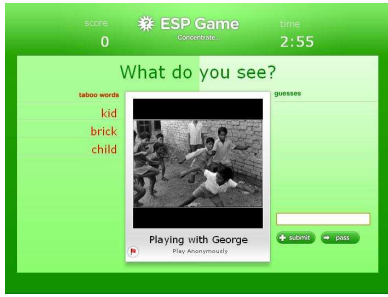 score
0
ESP Game
Concentrate
time
2:55
What do you see?
taboo words
kid
brick
child
guesses
Playing with George
Play Anonymously
submit
pass